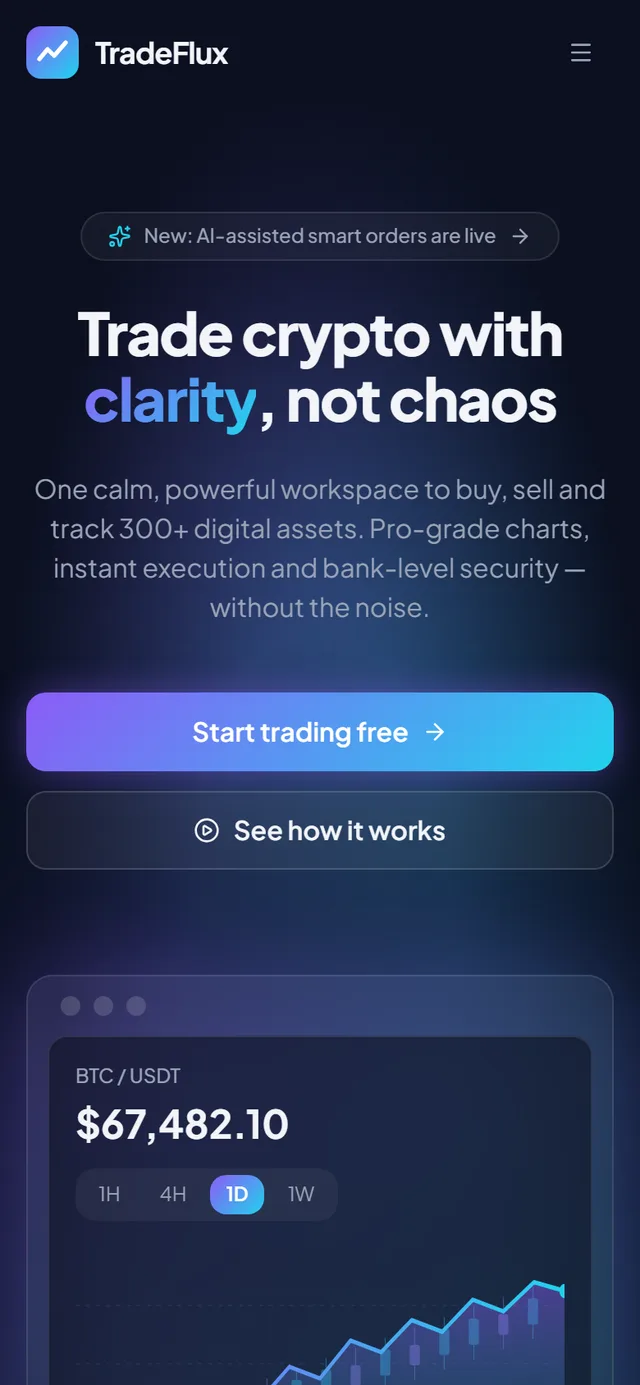 TradeFlux
New: AI-assisted smart orders are live
Trade crypto with
clarity, not chaos
One calm, powerful workspace to buy, sell and
track 300+ digital assets. Pro-grade charts,
instant execution and bank-level security —
without the noise.
Start trading free
See how it works
BTC / USDT
$67,482.10
1H 4H 1D 1W